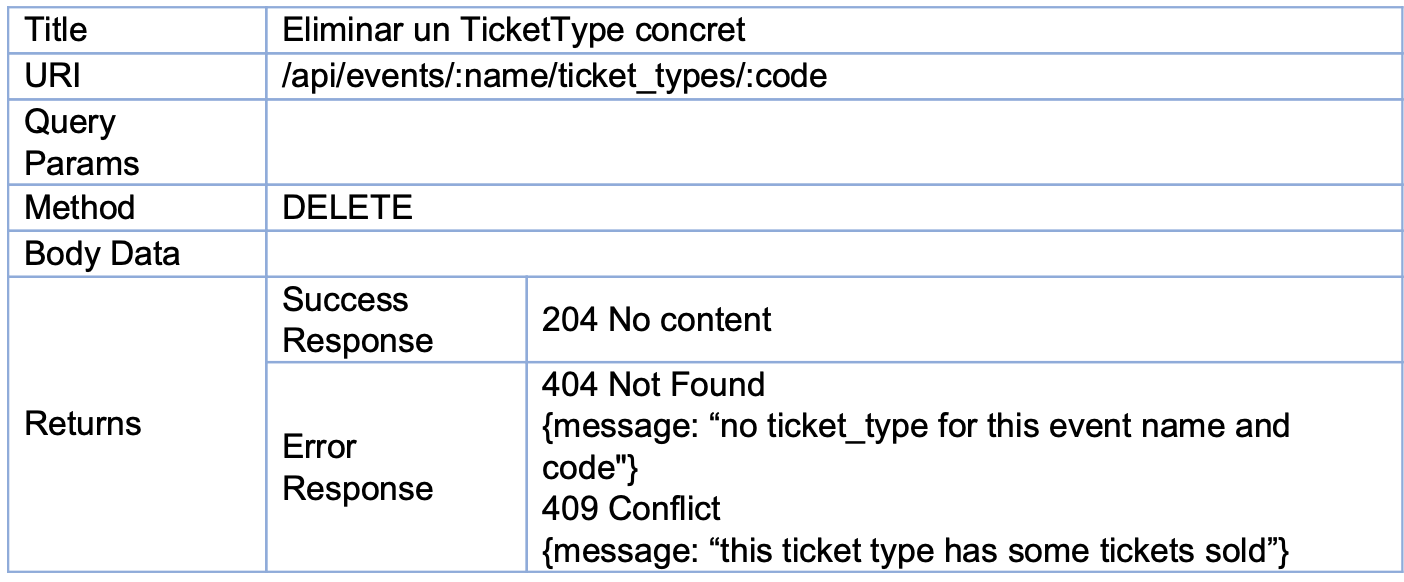 Title
Eliminar un TicketType concret
URI
/api/events/:name/ticket_types/:code
Query
Params
Method
DELETE
Body Data
Returns
Success
Response
204 No content
Error
Response
404 Not Found
{message: “no ticket_type for this event name and
code"}
409 Conflict
{message: “this ticket type has some tickets sold”}